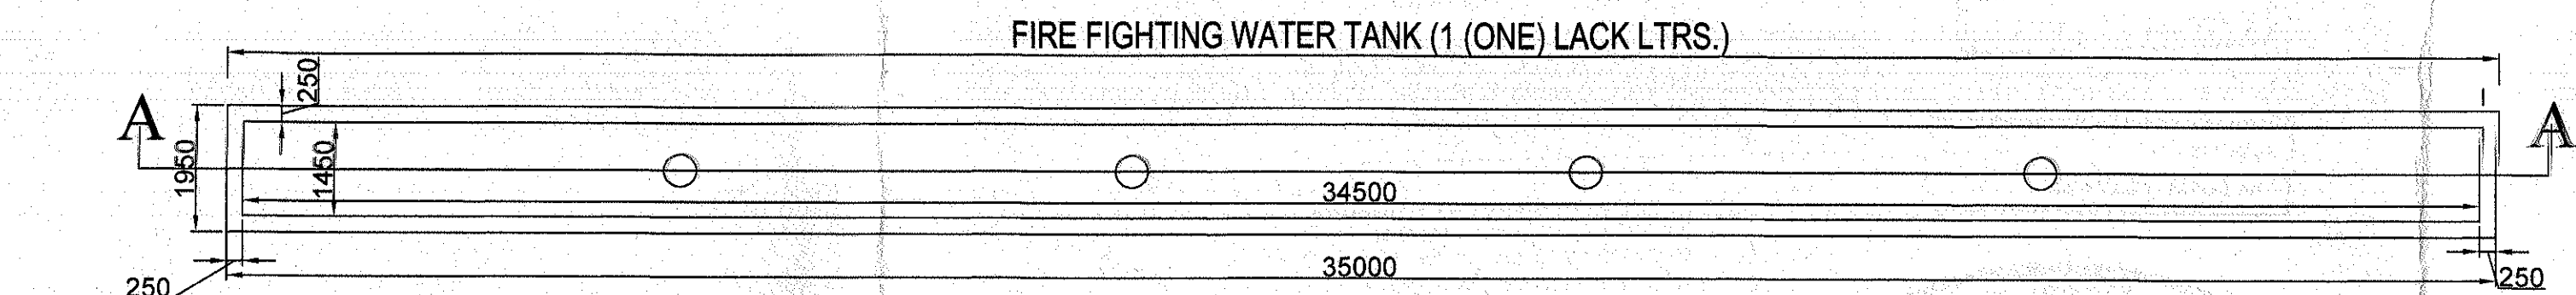 FIRE FIGHTING WATER TANK (1 (ONE) LACK LTRS.)
250
A
A
1950
1450
34500
35000
250
250